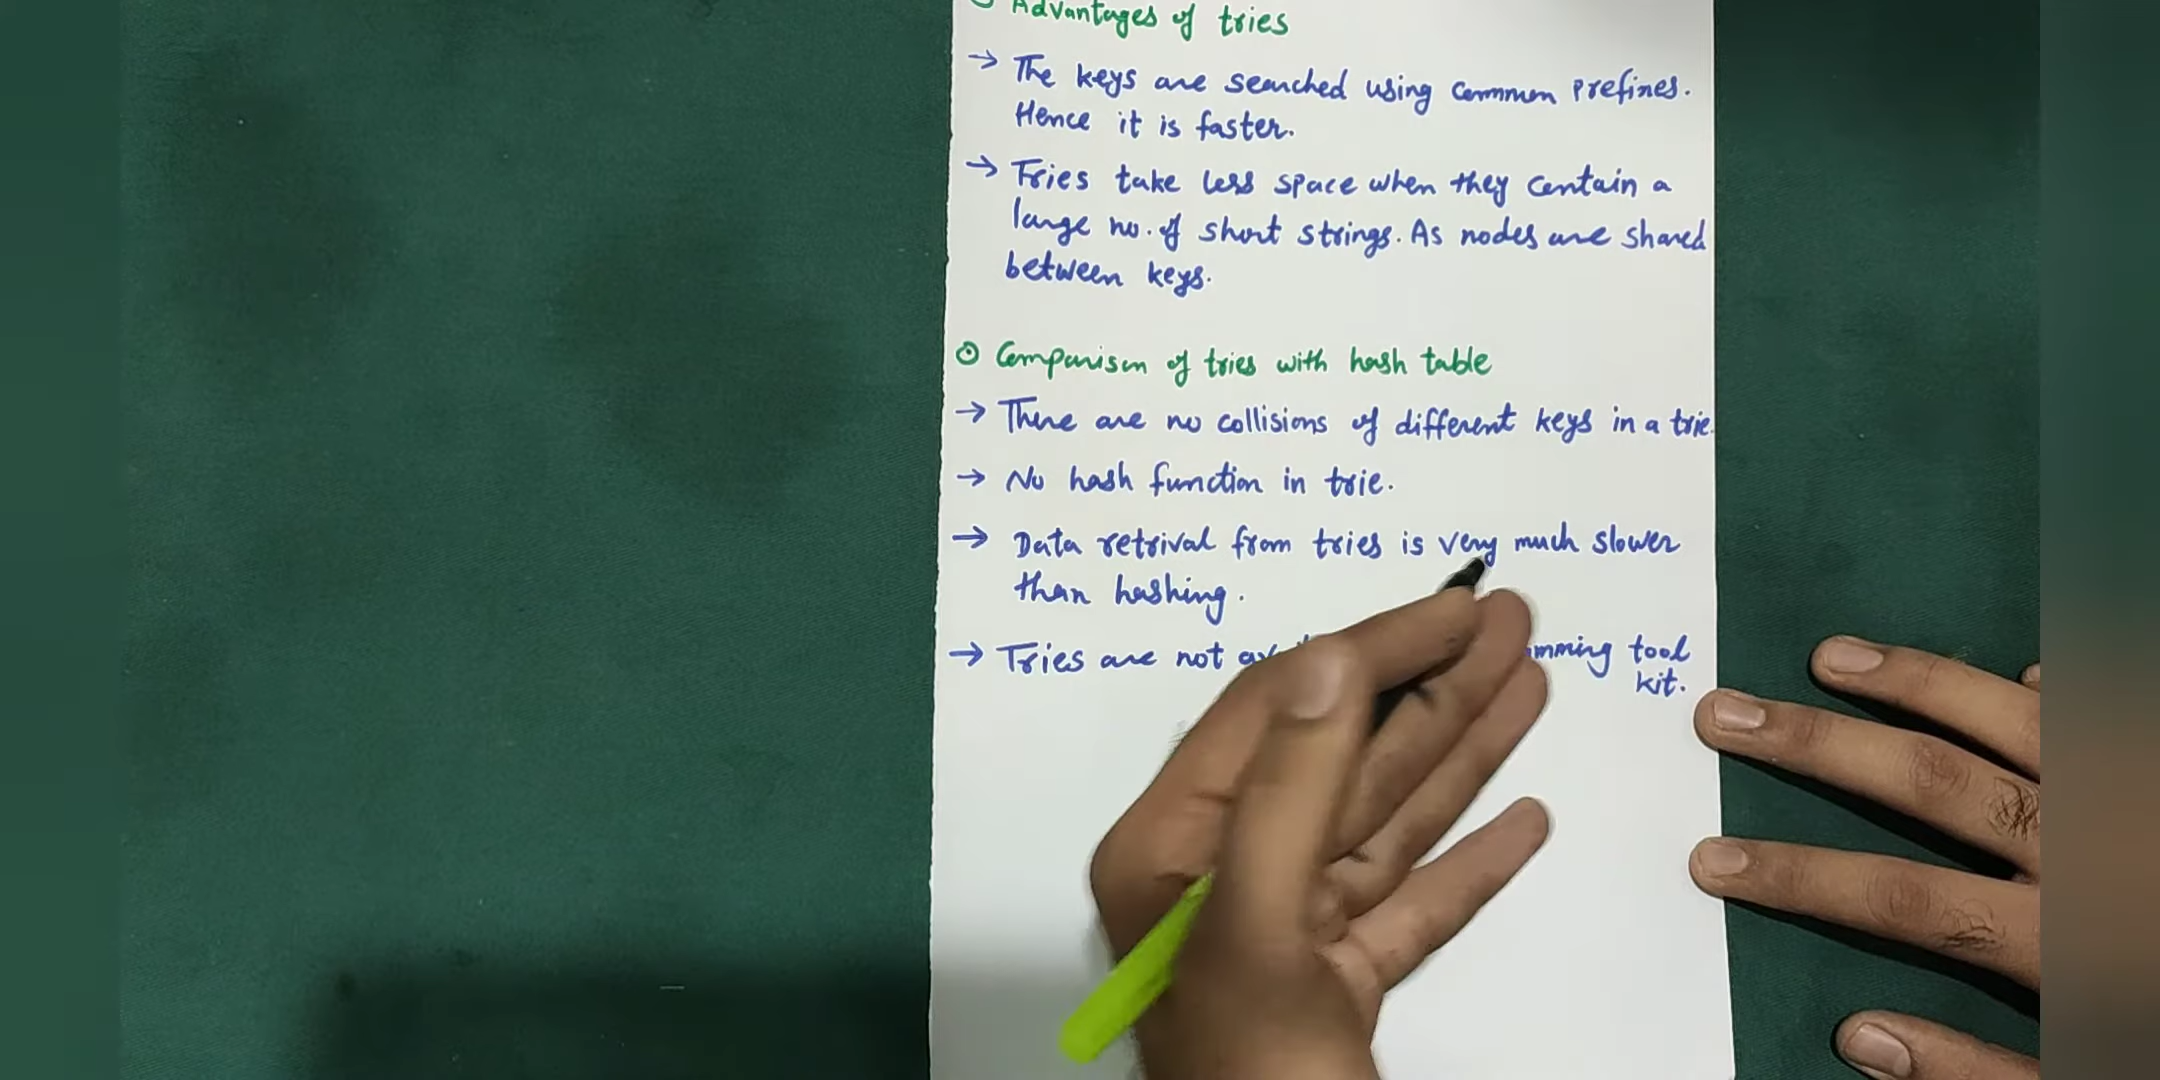 Advantages of tries
→ The keys are searched using common prefixes.
Hence it is faster.
→ Tries take less space when they contain a
large no. of short strings. As nodes are shared
between keys.
⊙ Comparison of tries with hash table
→ There are no collisions of different keys in a trie.
→ No hash function in trie.
→ Data retrival from tries is very much slower
than hashing.
→ Tries are not tool
kit.